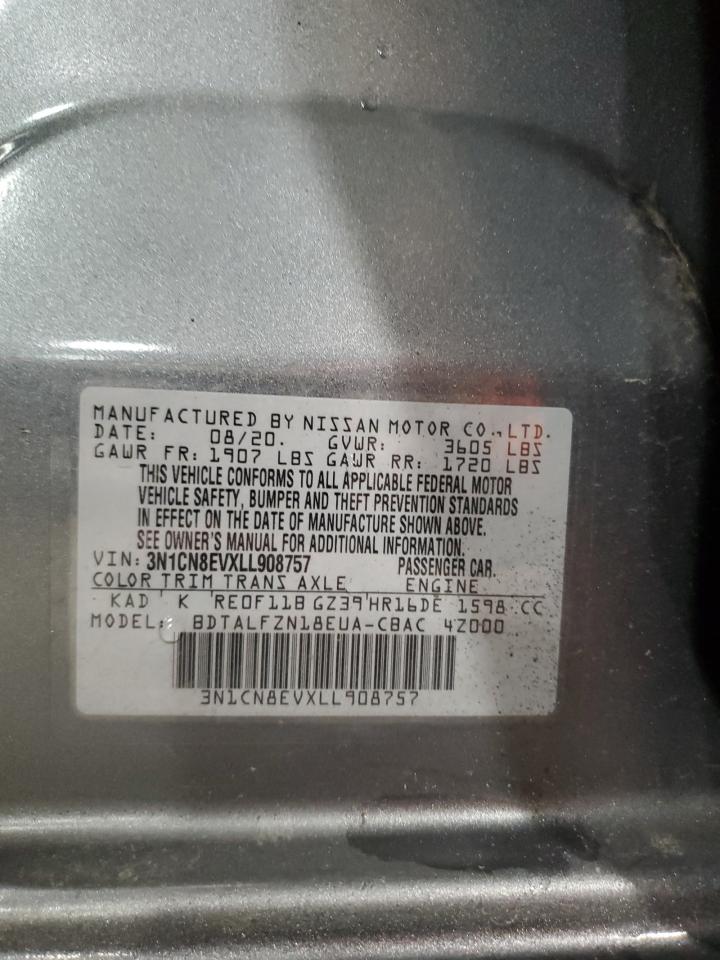 MANUFACTURED BY NISSAN MOTOR CO., LTD.
DATE: 08/20. GVWR: 3605 LBS
GAWR FR: 1907 LBS GAWR RR: 1720 LBS
THIS VEHICLE CONFORMS TO ALL APPLICABLE FEDERAL MOTOR
VEHICLE SAFETY, BUMPER AND THEFT PREVENTION STANDARDS
IN EFFECT ON THE DATE OF MANUFACTURE SHOWN ABOVE.
SEE OWNER'S MANUAL FOR ADDITIONAL INFORMATION.
VIN: 3N1CN8EVXLL908757 PASSENGER CAR.
COLOR TRIM TRANS AXLE ENGINE
KAD K RE0F11B GZ39 HR16DE 1598 CC
MODEL: BDTALFZN18EUA-CBAC 4Z000
3N1CN8EVXLL908757